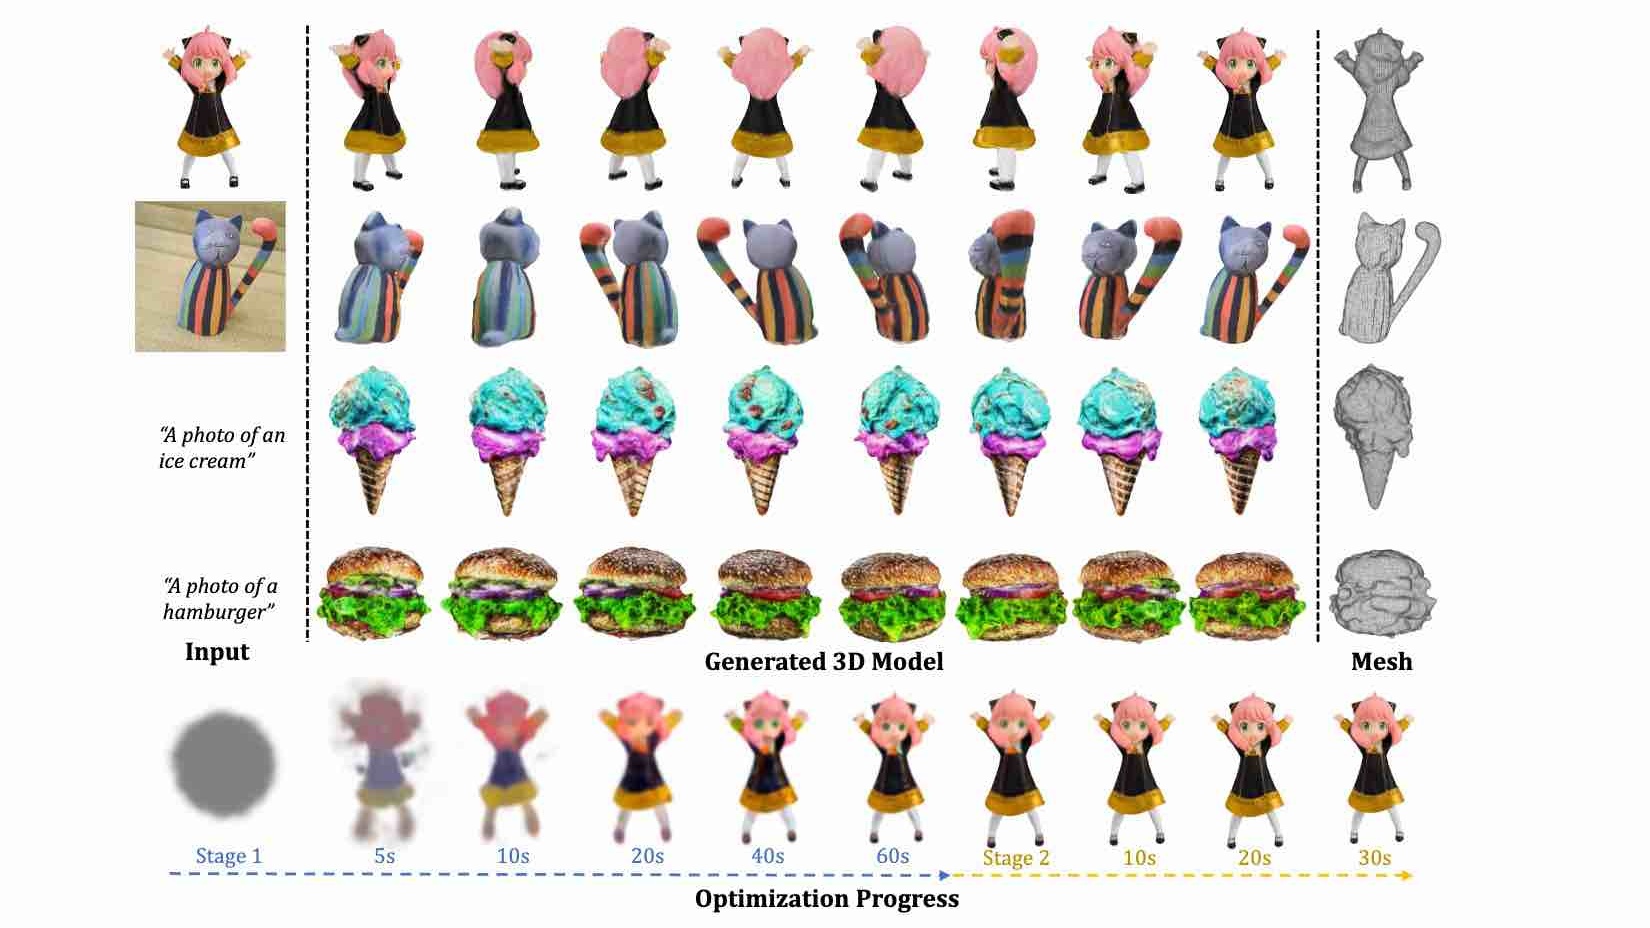 “A photo of an
ice cream”
“A photo of a
hamburger”
Input
Generated 3D Model
Mesh
Stage 1 5s 10s 20s 40s 60s Stage 2 10s 20s 30s
Optimization Progress